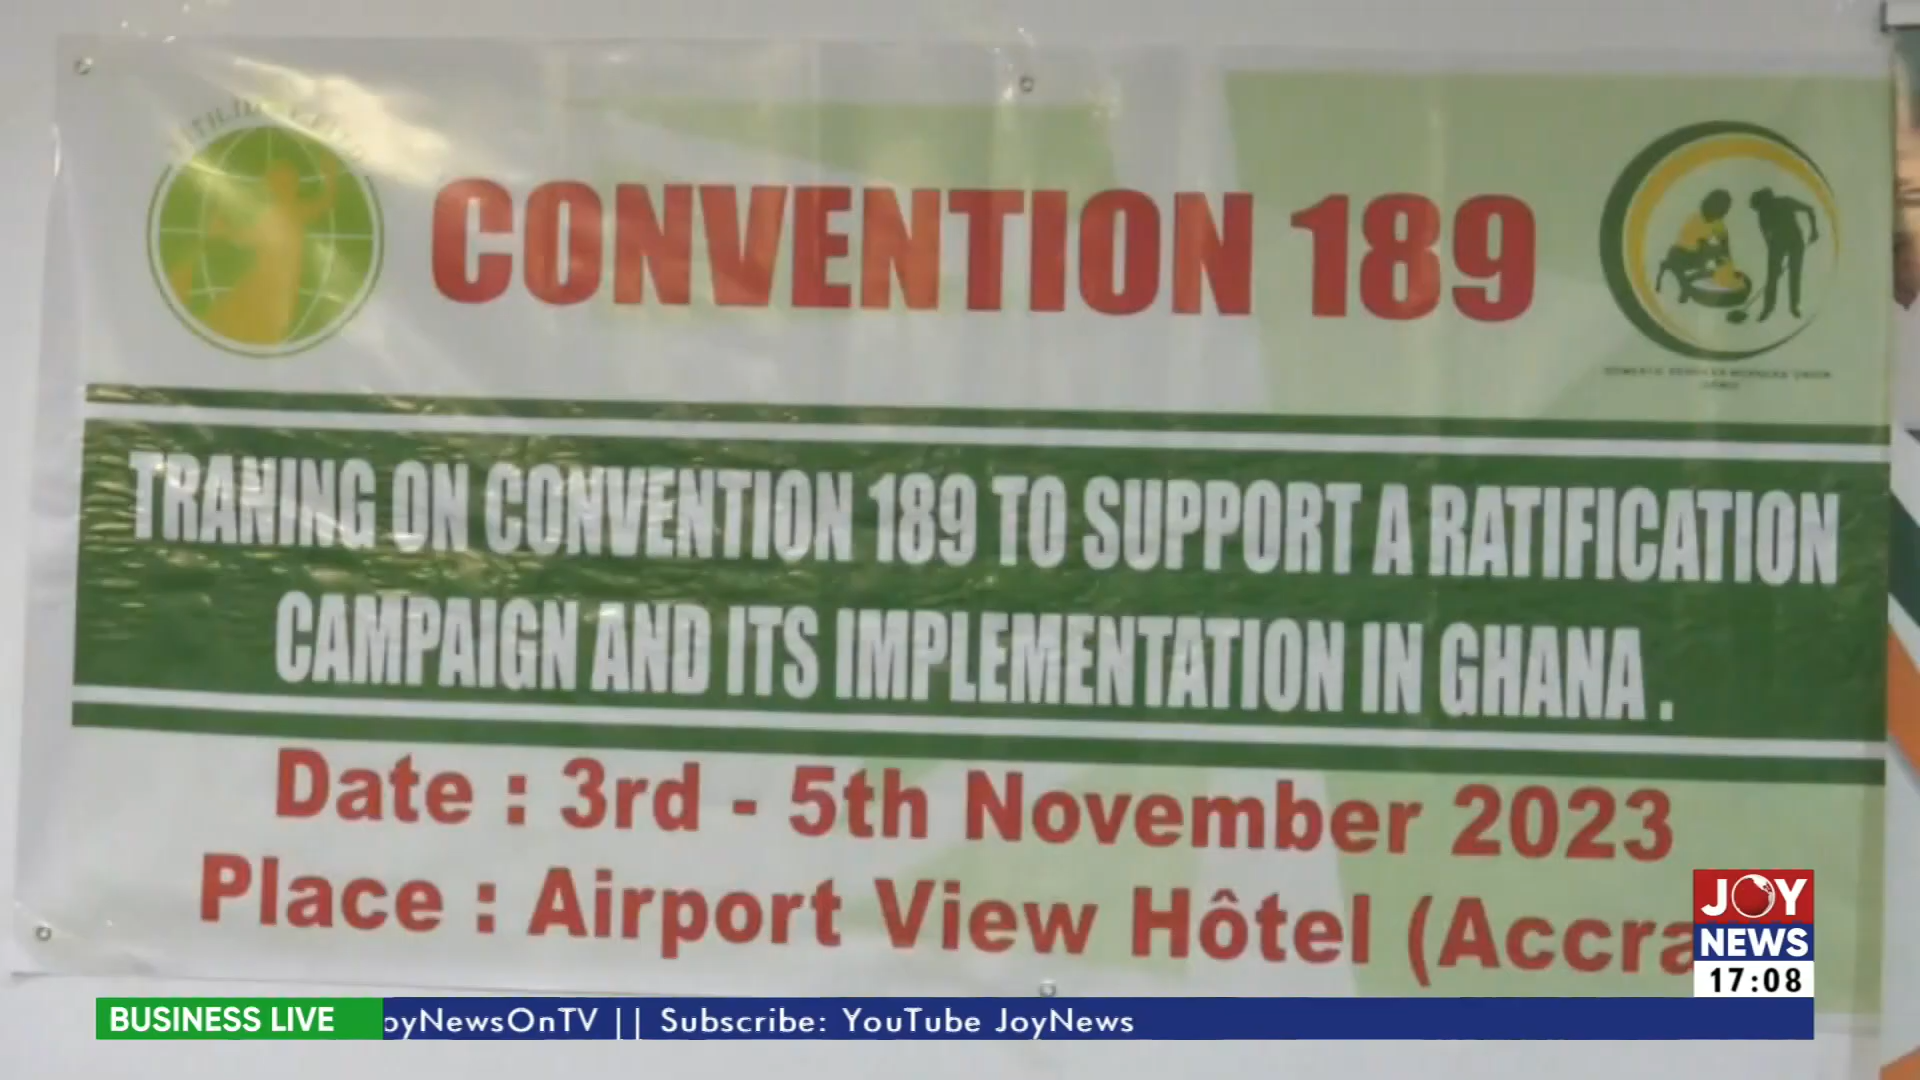 CONVENTION 189
TRANING ON CONVENTION 189 TO SUPPORT A RATIFICATION
CAMPAIGN AND ITS IMPLEMENTATION IN GHANA .
Date : 3rd - 5th November 2023
Place : Airport View Hôtel (Accra
JOY
NEWS
17:08
BUSINESS LIVE
oyNewsOnTV || Subscribe: YouTube JoyNews